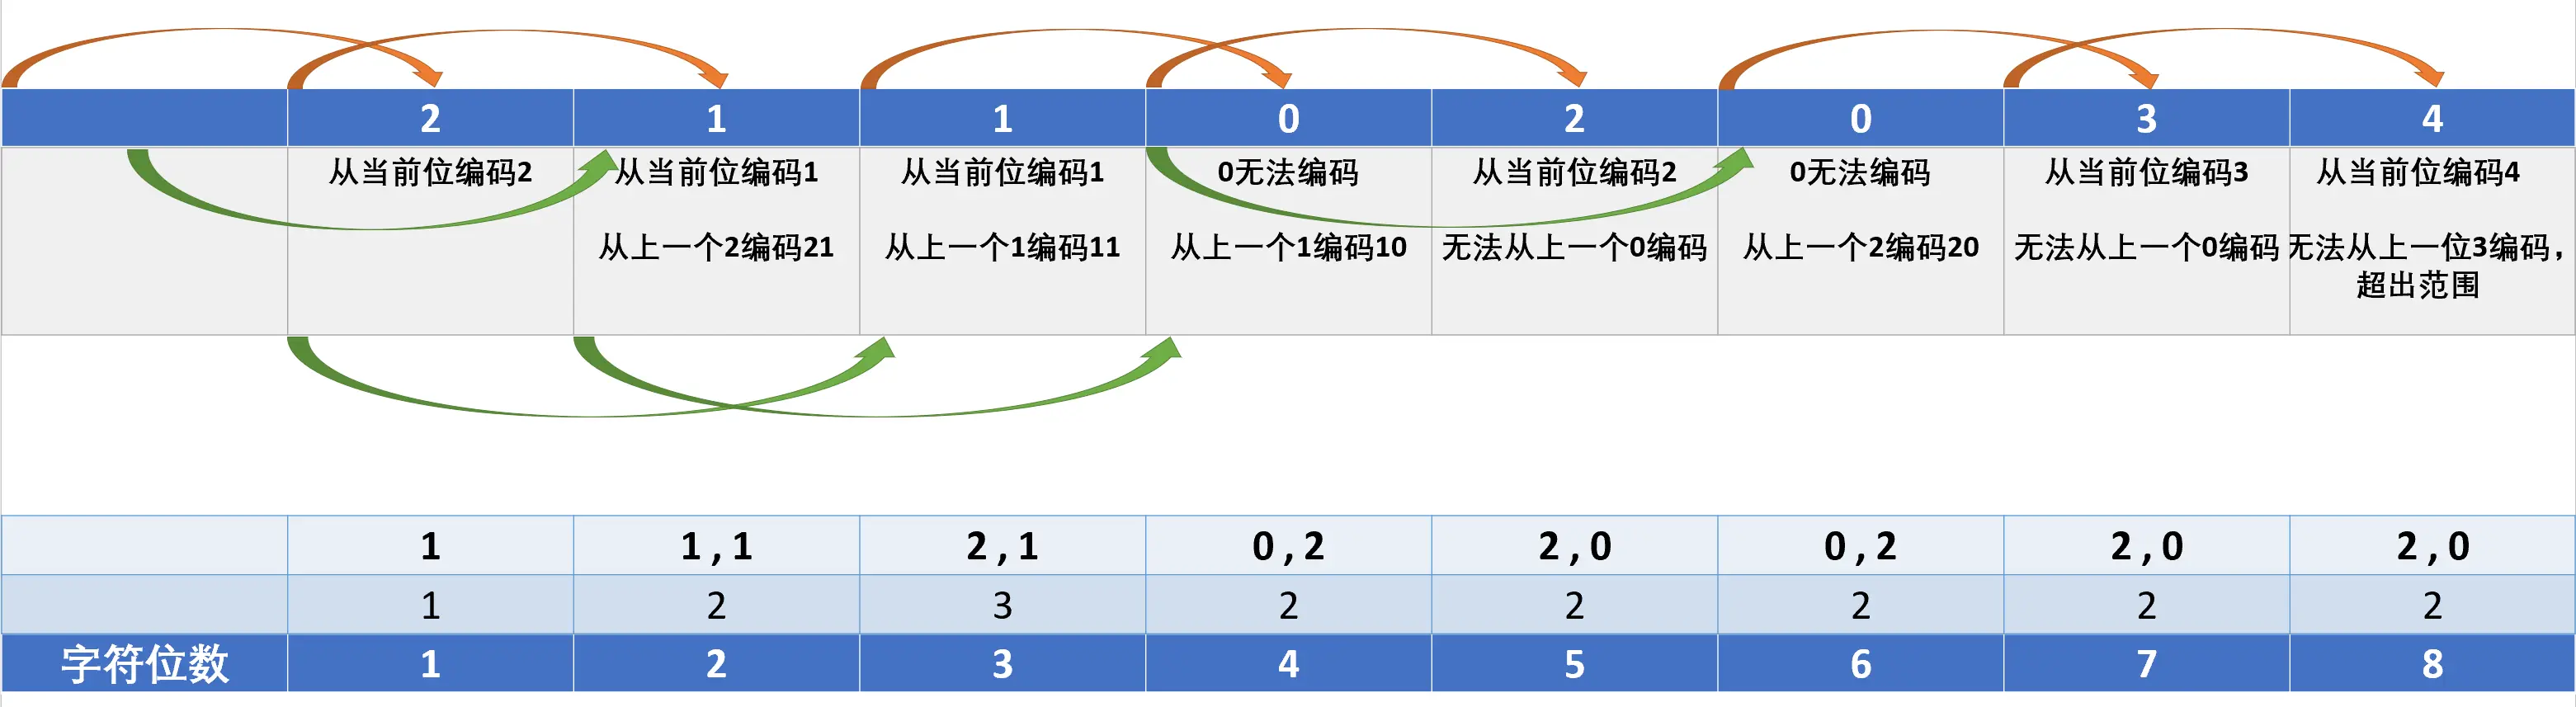 2 1 1 0 2 0 3 4
从当前位编码2 从当前位编码1 从当前位编码1 0无法编码 从当前位编码2 0无法编码 从当前位编码3 从当前位编码4
从上一个2编码21 从上一个1编码11 从上一个1编码10 无法从上一个0编码 从上一个2编码20 无法从上一个0编码 无法从上一位3编码，
超出范围
1 1,1 2,1 0,2 2,0 0,2 2,0 2,0
1 2 3 2 2 2 2 2
字符位数 1 2 3 4 5 6 7 8